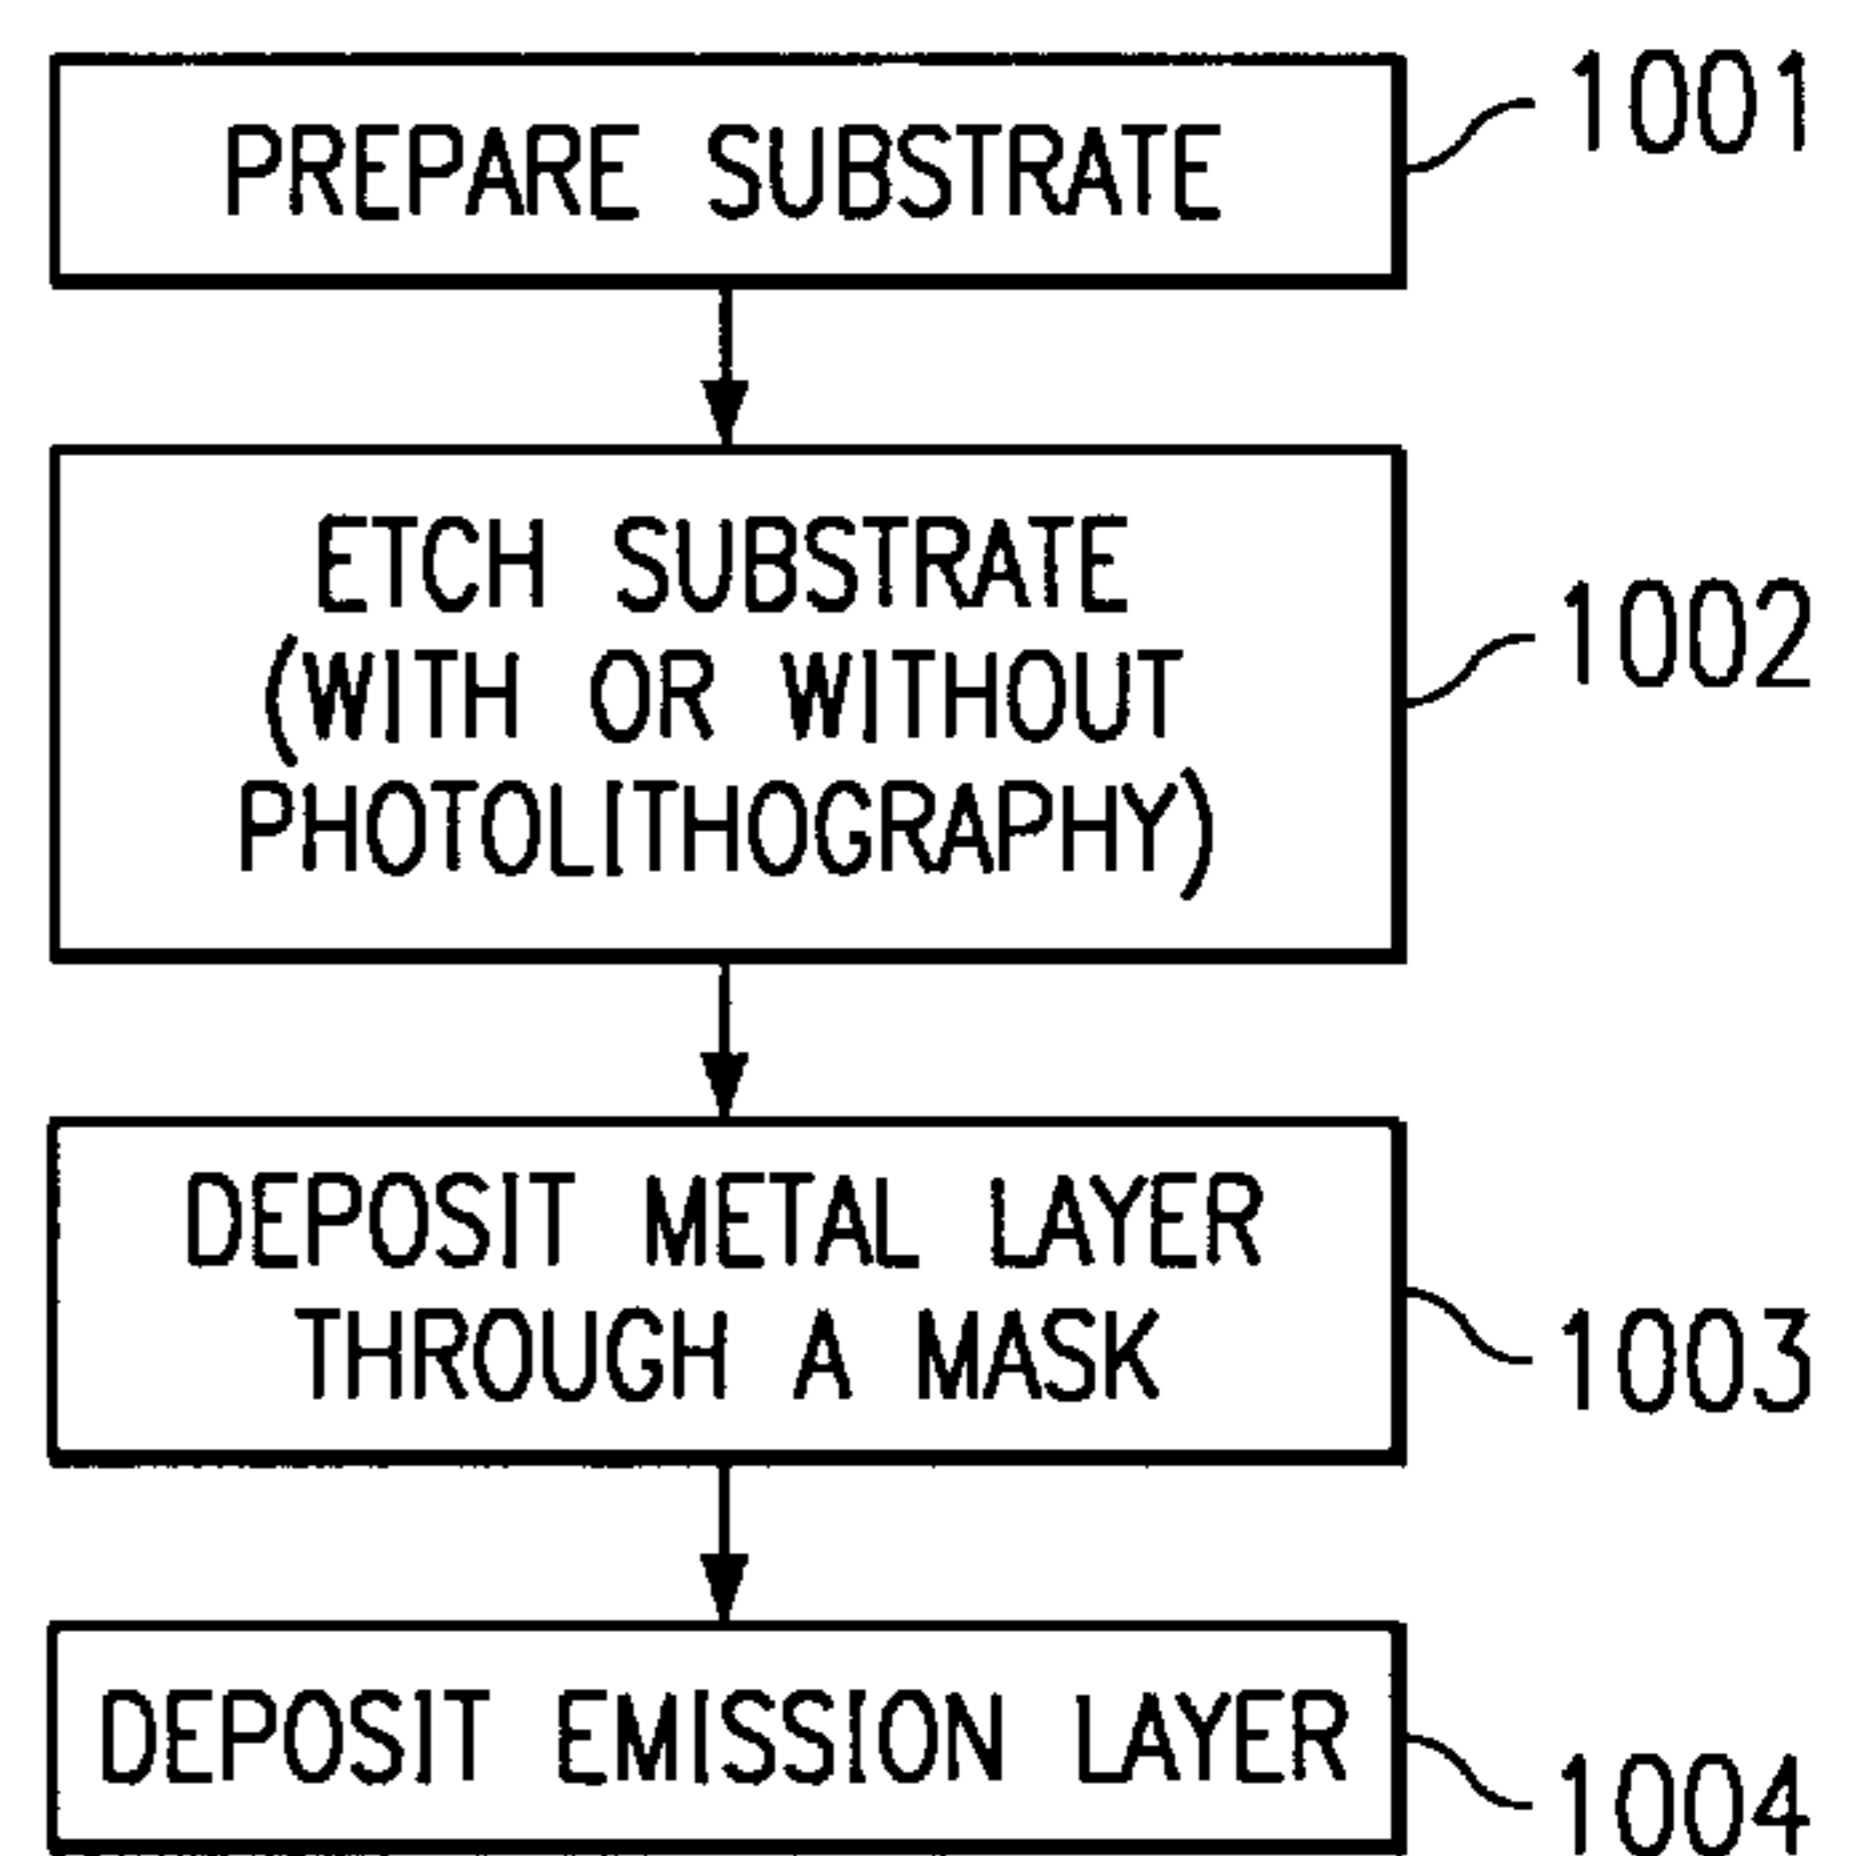 PREPARE SUBSTRATE
1001
ETCH SUBSTRATE
(WITH OR WITHOUT
PHOTOLITHOGRAPHY)
1002
DEPOSIT METAL LAYER
THROUGH A MASK
1003
DEPOSIT EMISSION LAYER
1004